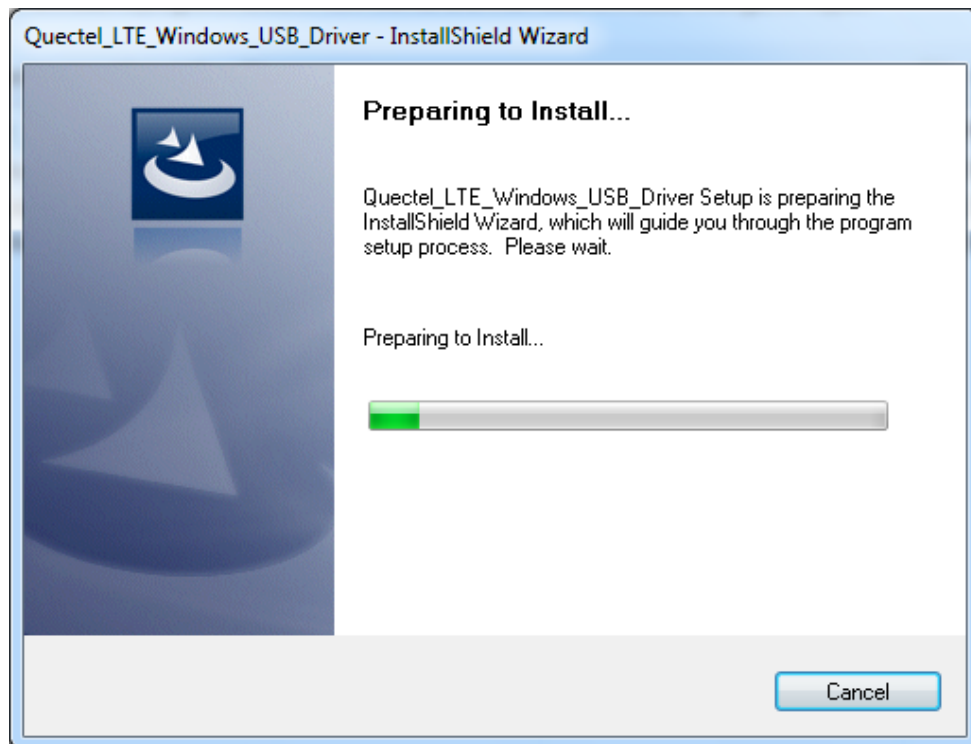 Quectel_LTE_Windows_USB_Driver - InstallShield Wizard
Preparing to Install...
Quectel_LTE_Windows_USB_Driver Setup is preparing the
InstallShield Wizard, which will guide you through the program
setup process.  Please wait.
Preparing to Install...
Cancel